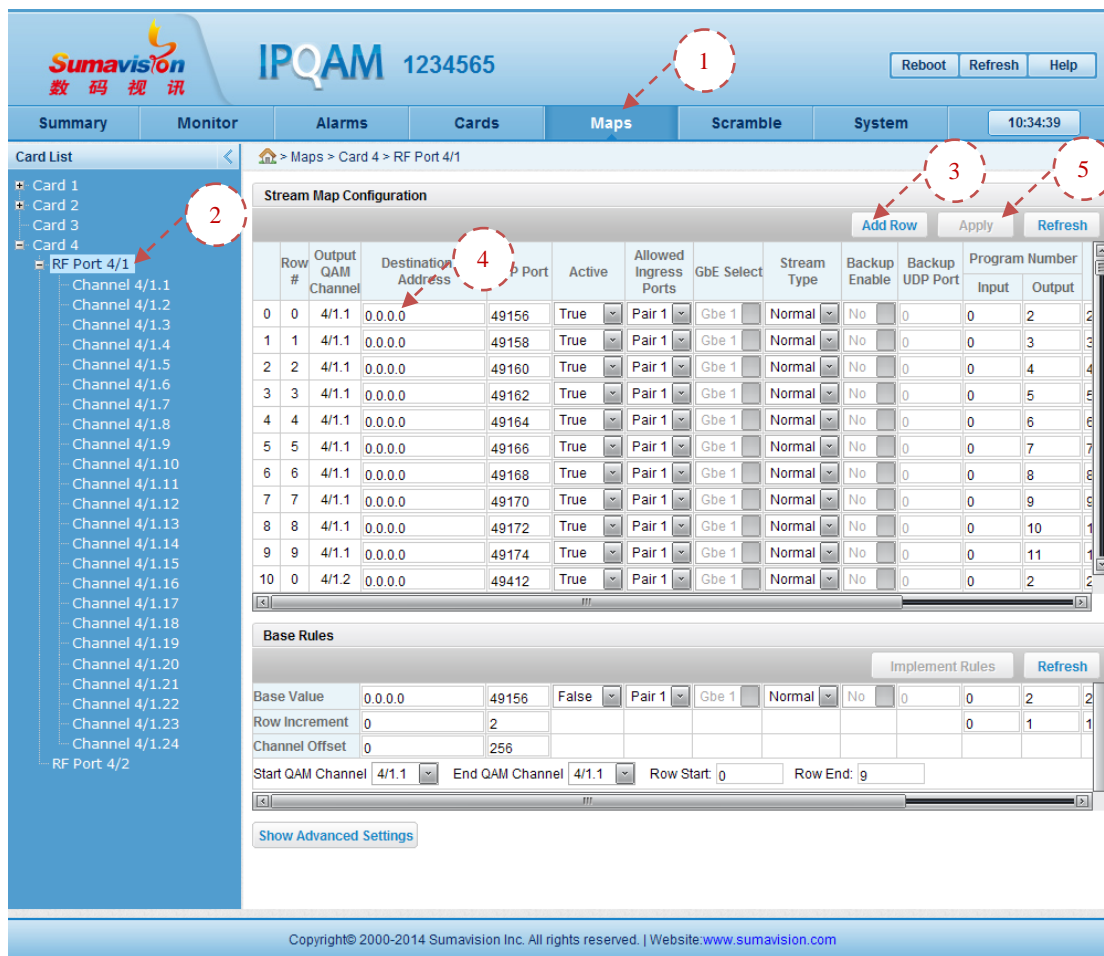 Sumavision
数 码 视 讯
IPQAM 1234565
1
Reboot Refresh Help
Summary Monitor Alarms Cards Maps Scramble System 10:34:39
Card List
> Maps > Card 4 > RF Port 4/1
Card 1
Card 2
Card 3
Card 4
RF Port 4/1
Channel 4/1.1
Channel 4/1.2
Channel 4/1.3
Channel 4/1.4
Channel 4/1.5
Channel 4/1.6
Channel 4/1.7
Channel 4/1.8
Channel 4/1.9
Channel 4/1.10
Channel 4/1.11
Channel 4/1.12
Channel 4/1.13
Channel 4/1.14
Channel 4/1.15
Channel 4/1.16
Channel 4/1.17
Channel 4/1.18
Channel 4/1.19
Channel 4/1.20
Channel 4/1.21
Channel 4/1.22
Channel 4/1.23
Channel 4/1.24
RF Port 4/2
2
3
5
4
Stream Map Configuration
Add Row Apply Refresh
Row # Output QAM Channel Destination Address P Port Active Allowed Ingress Ports GbE Select Stream Type Backup Enable Backup UDP Port Program Number
Input Output
0 0 4/1.1 0.0.0.0 49156 True Pair 1 Gbe 1 Normal No 0 0 2 2
1 1 4/1.1 0.0.0.0 49158 True Pair 1 Gbe 1 Normal No 0 0 3 3
2 2 4/1.1 0.0.0.0 49160 True Pair 1 Gbe 1 Normal No 0 0 4 4
3 3 4/1.1 0.0.0.0 49162 True Pair 1 Gbe 1 Normal No 0 0 5 5
4 4 4/1.1 0.0.0.0 49164 True Pair 1 Gbe 1 Normal No 0 0 6 6
5 5 4/1.1 0.0.0.0 49166 True Pair 1 Gbe 1 Normal No 0 0 7 7
6 6 4/1.1 0.0.0.0 49168 True Pair 1 Gbe 1 Normal No 0 0 8 8
7 7 4/1.1 0.0.0.0 49170 True Pair 1 Gbe 1 Normal No 0 0 9 9
8 8 4/1.1 0.0.0.0 49172 True Pair 1 Gbe 1 Normal No 0 0 10 1
9 9 4/1.1 0.0.0.0 49174 True Pair 1 Gbe 1 Normal No 0 0 11 1
10 0 4/1.2 0.0.0.0 49412 True Pair 1 Gbe 1 Normal No 0 0 2 2
Base Rules
Implement Rules Refresh
Base Value 0.0.0.0 49156 False Pair 1 Gbe 1 Normal No 0 0 2 2
Row Increment 0 2 0 1 1
Channel Offset 0 256
Start QAM Channel 4/1.1 End QAM Channel 4/1.1 Row Start: 0 Row End: 9
Show Advanced Settings
Copyright© 2000-2014 Sumavision Inc. All rights reserved. | Website:www.sumavision.com